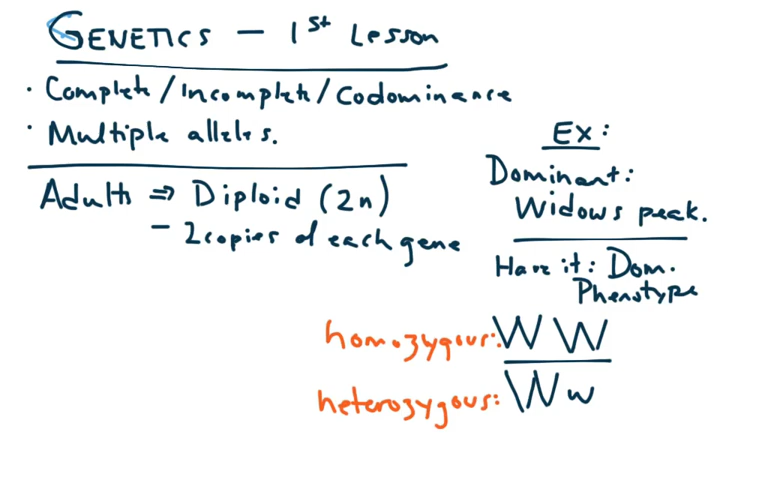 GENETICS – 1st Lesson
• Complete/Incomplete/Codominance
• Multiple alleles.
Adult ⇒ Diploid (2n)
– 2 copies of each gene
Ex:
Dominant:
Widows peak.
Have it: Dom.
Phenotype
homozygous: WW
heterozygous: Ww